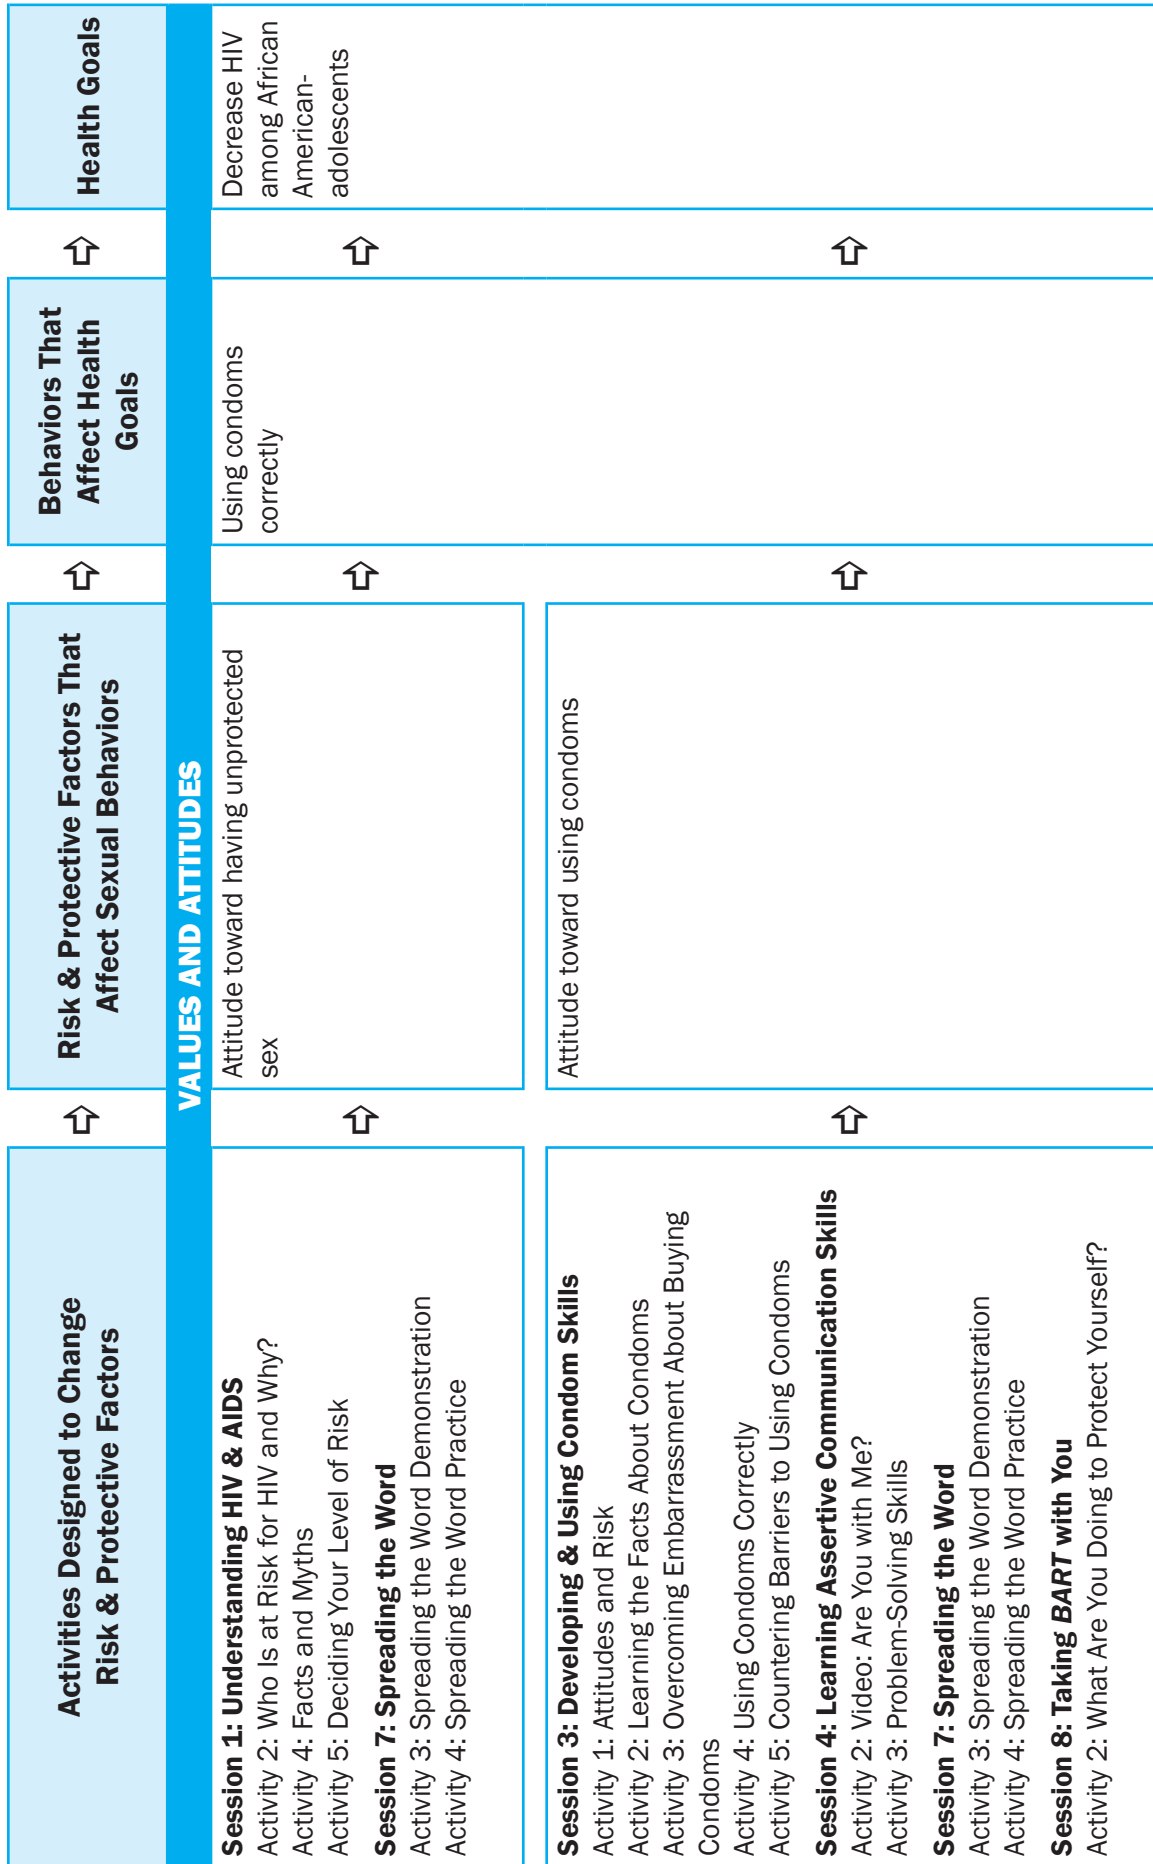 Activities Designed to Change
Risk & Protective Factors
Risk & Protective Factors That
Affect Sexual Behaviors
Behaviors That
Affect Health
Goals
Health Goals
VALUES AND ATTITUDES
Session 1: Understanding HIV & AIDS
Activity 2: Who Is at Risk for HIV and Why?
Activity 4: Facts and Myths
Activity 5: Deciding Your Level of Risk
Session 7: Spreading the Word
Activity 3: Spreading the Word Demonstration
Activity 4: Spreading the Word Practice
Attitude toward having unprotected
sex
Using condoms
correctly
Decrease HIV
among African
American-
adolescents
Session 3: Developing & Using Condom Skills
Activity 1: Attitudes and Risk
Activity 2: Learning the Facts About Condoms
Activity 3: Overcoming Embarrassment About Buying
Condoms
Activity 4: Using Condoms Correctly
Activity 5: Countering Barriers to Using Condoms
Session 4: Learning Assertive Communication Skills
Activity 2: Video: Are You with Me?
Activity 3: Problem-Solving Skills
Session 7: Spreading the Word
Activity 3: Spreading the Word Demonstration
Activity 4: Spreading the Word Practice
Session 8: Taking BART with You
Activity 2: What Are You Doing to Protect Yourself?
Attitude toward using condoms